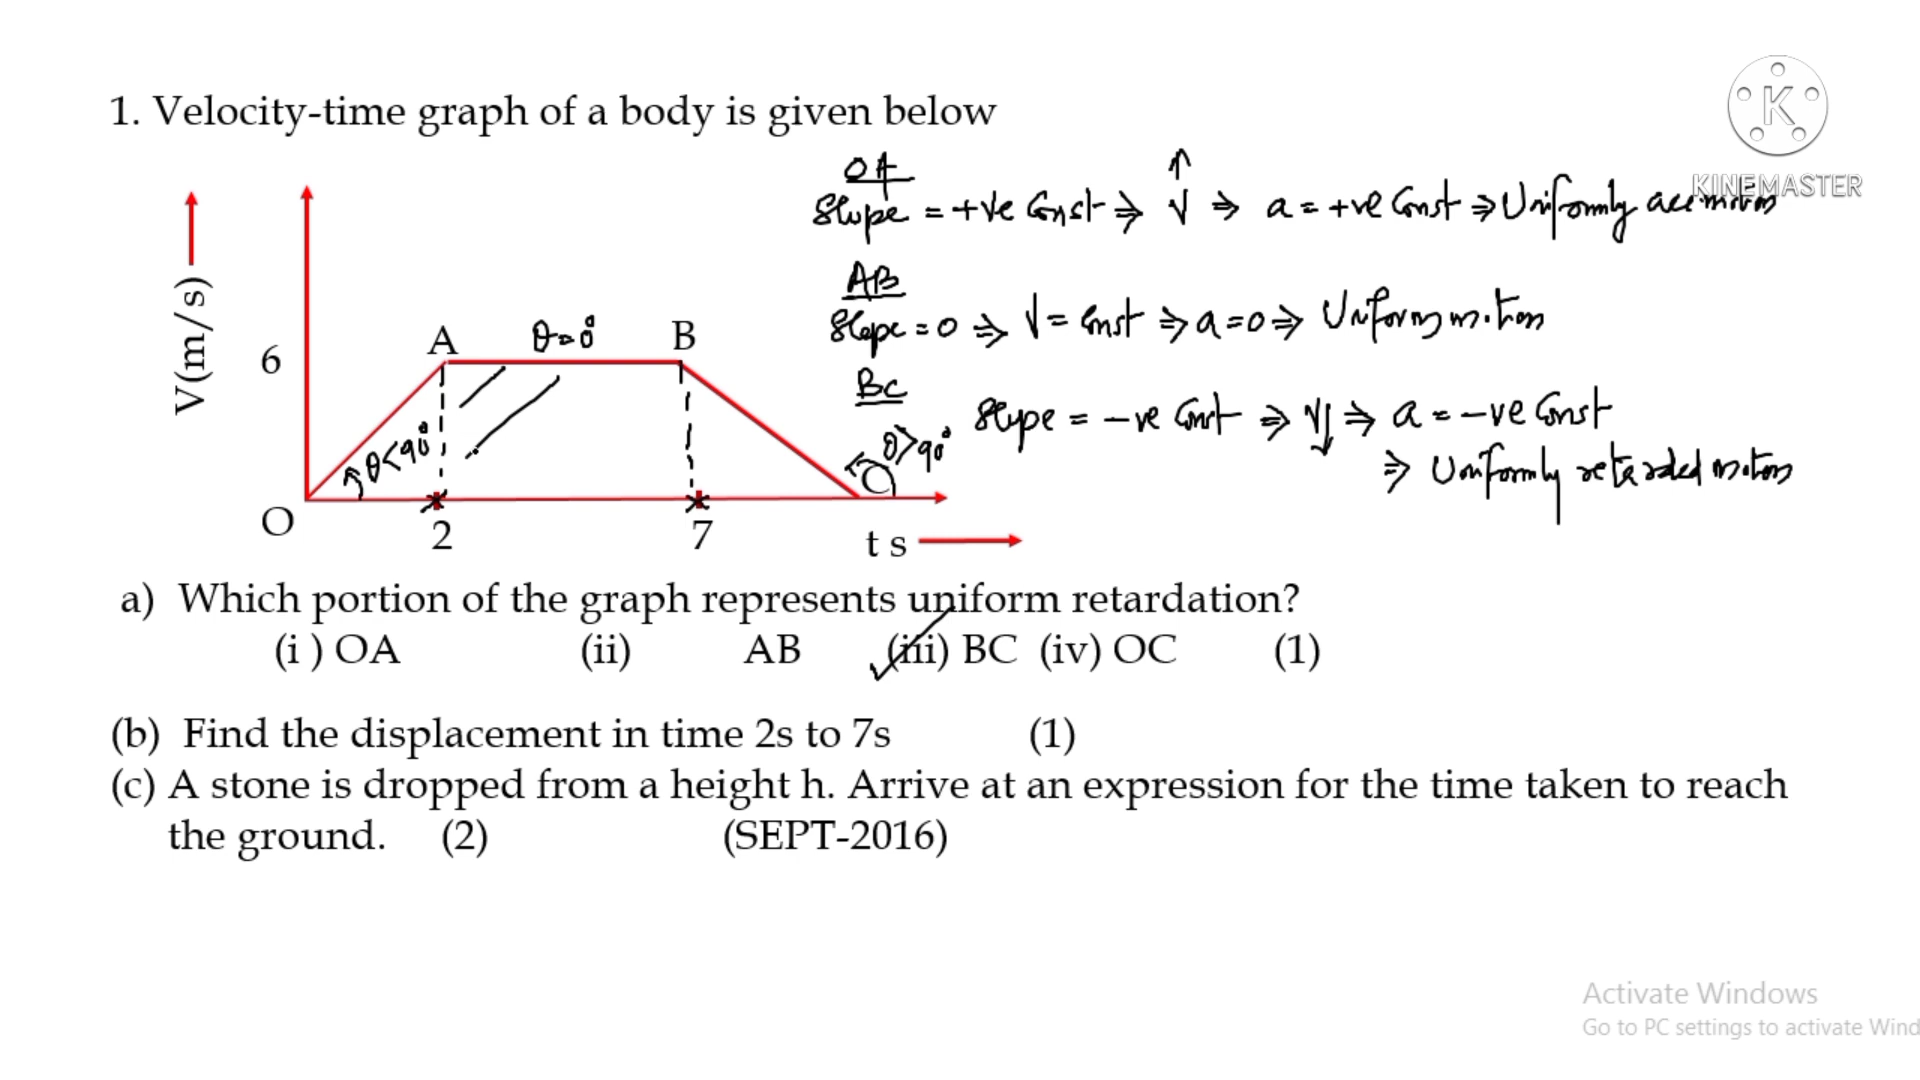 1. Velocity-time graph of a body is given below
K
KINEMASTER
OA
Slope = +ve Const ⇒ V ↑ ⇒ a = +ve Const ⇒ Uniformly acc. motion
V(m/s)
AB
Slope = 0 ⇒ V = Const ⇒ a = 0 ⇒ Uniform motion
A θ=0° B
6
BC
Slope = -ve Const ⇒ V↓ ⇒ a = -ve Const
⇒ Uniformly retarded motion
θ<90°
θ>90°
C
O
2
7
t s
a) Which portion of the graph represents uniform retardation?
(i ) OA (ii) AB (iii) BC (iv) OC (1)
(b) Find the displacement in time 2s to 7s (1)
(c) A stone is dropped from a height h. Arrive at an expression for the time taken to reach
the ground. (2) (SEPT-2016)
Activate Windows
Go to PC settings to activate Wind